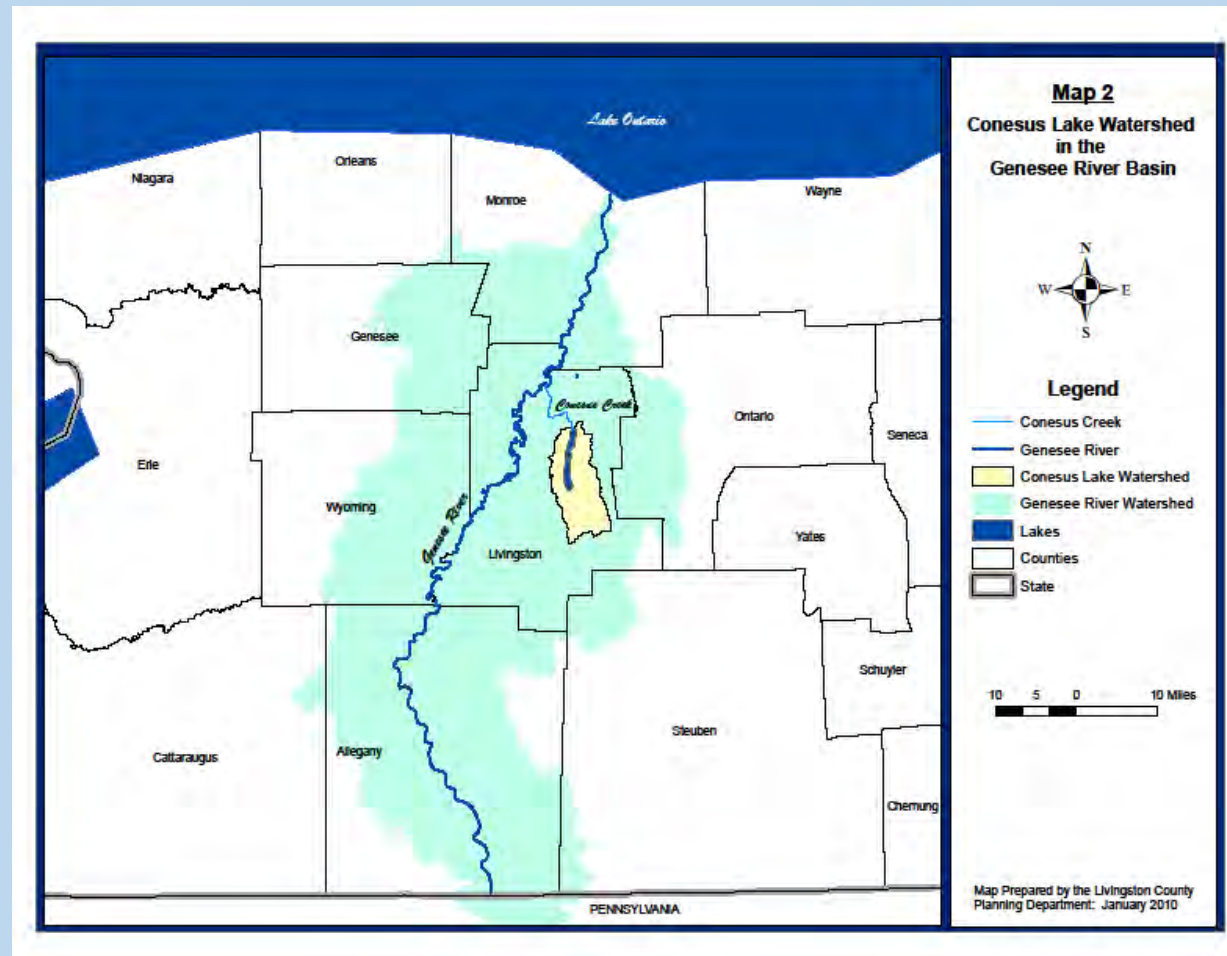 Lake Ontario
Niagara
Orleans
Monroe
Wayne
Genesee
Conesus Creek
Ontario
Seneca
Erie
Wyoming
Genesee River
Livingston
Yates
Schuyler
Steuben
Cattaraugus
Allegany
Chemung
PENNSYLVANIA
Map 2
Conesus Lake Watershed
in the
Genesee River Basin
N
W E
S
Legend
Conesus Creek
Genesee River
Conesus Lake Watershed
Genesee River Watershed
Lakes
Counties
State
10 5 0 10 Miles
Map Prepared by the Livingston County
Planning Department: January 2010